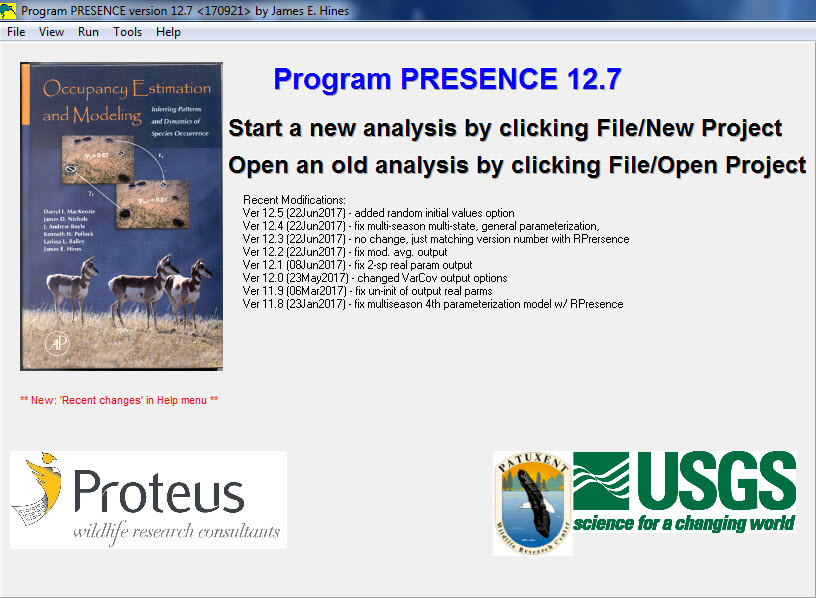 Program PRESENCE version 12.7 <170921> by James E. Hines
File View Run Tools Help
Occupancy Estimation
and Modeling
Inferring Patterns
and Dynamics of
Species Occurrence
Darryl I. MacKenzie
James D. Nichols
J. Andrew Royle
Kenneth H. Pollock
Larissa L. Bailey
James E. Hines
AP
Program PRESENCE 12.7
Start a new analysis by clicking File/New Project
Open an old analysis by clicking File/Open Project
Recent Modifications:
Ver 12.5 (22Jun2017) - added random initial values option
Ver 12.4 (22Jun2017) - fix multi-season multi-state, general parameterization,
Ver 12.3 (22Jun2017) - no change, just matching version number with RPrersence
Ver 12.2 (22Jun2017) - fix mod. avg. output
Ver 12.1 (08Jun2017) - fix 2-sp real param output
Ver 12.0 (23May2017) - changed VarCov output options
Ver 11.9 (06Mar2017) - fix un-init of output real parms
Ver 11.8 (23Jan2017) - fix multiseason 4th parameterization model w/ RPresence
** New: 'Recent changes' in Help menu **
Proteus
wildlife research consultants
PATUXENT
Wildlife Research Center
USGS
science for a changing world